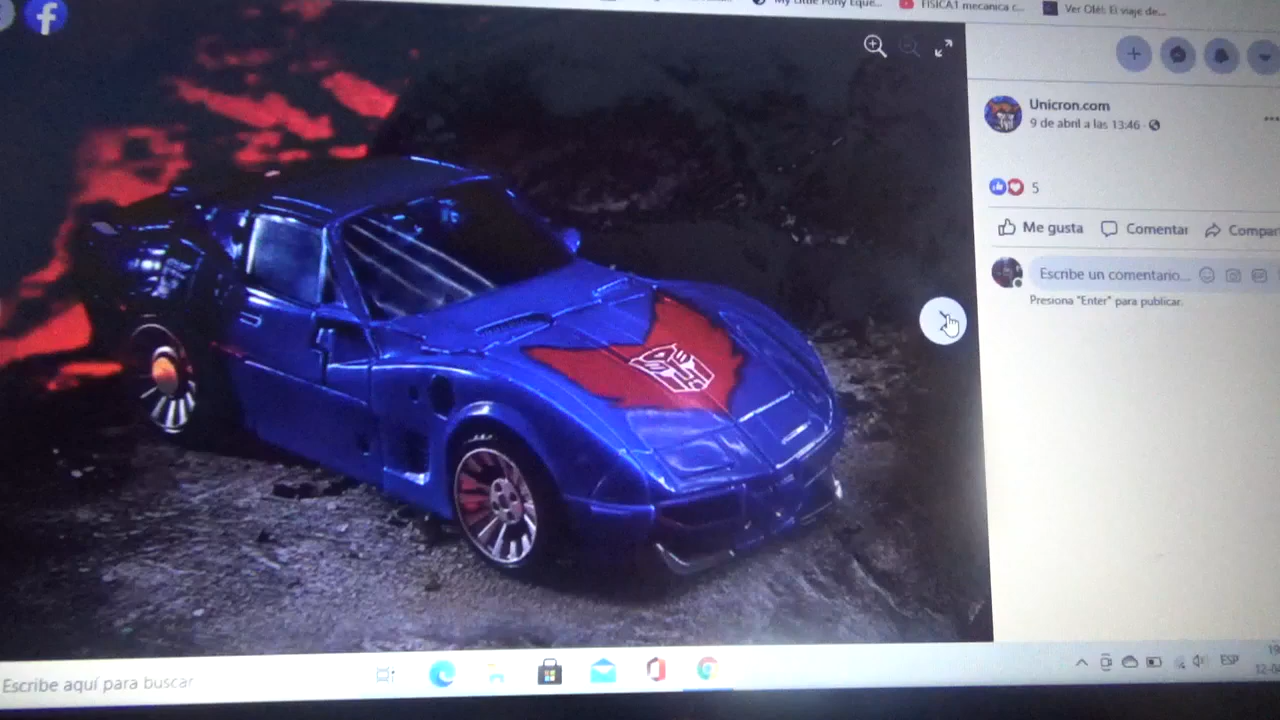 My Little Pony Eque...
FISICA1 mecanica c...
Ver Olé: El viaje de...
Unicron.com
9 de abril a las 13:46
5
Me gusta
Comentar
Compar
Escribe un comentario...
Presiona "Enter" para publicar.
Escribe aquí para buscar
ESP